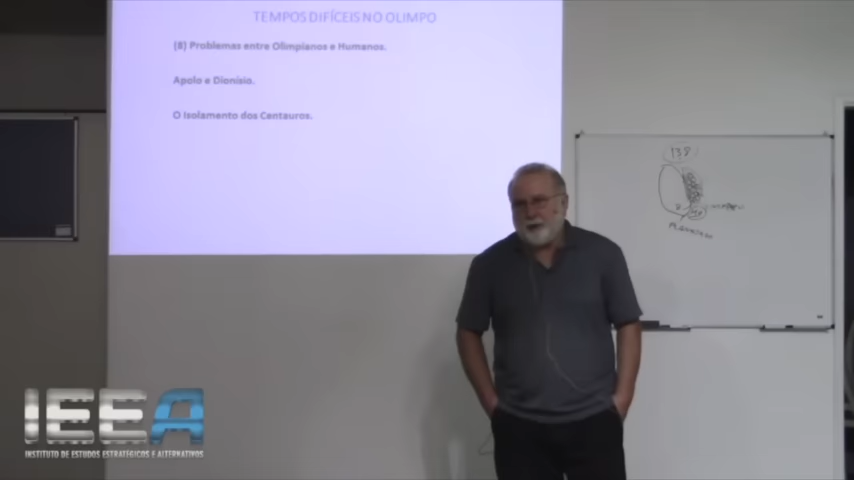 TEMPOS DIFÍCEIS NO OLIMPO
(8) Problemas entre Olimpianos e Humanos.
Apolo e Dionísio.
O Isolamento dos Centauros.
138
IEEA
INSTITUTO DE ESTUDOS ESTRATÉGICOS E ALTERNATIVOS